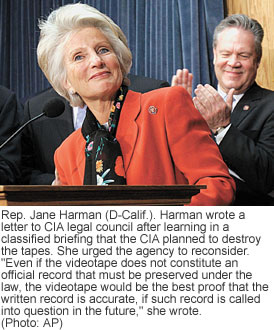 Rep. Jane Harman (D-Calif.). Harman wrote a
letter to CIA legal council after learning in a
classified briefing that the CIA planned to destroy
the tapes. She urged the agency to reconsider.
"Even if the videotape does not constitute an
official record that must be preserved under the
law, the videotape would be the best proof that the
written record is accurate, if such record is called
into question in the future," she wrote.
(Photo: AP)